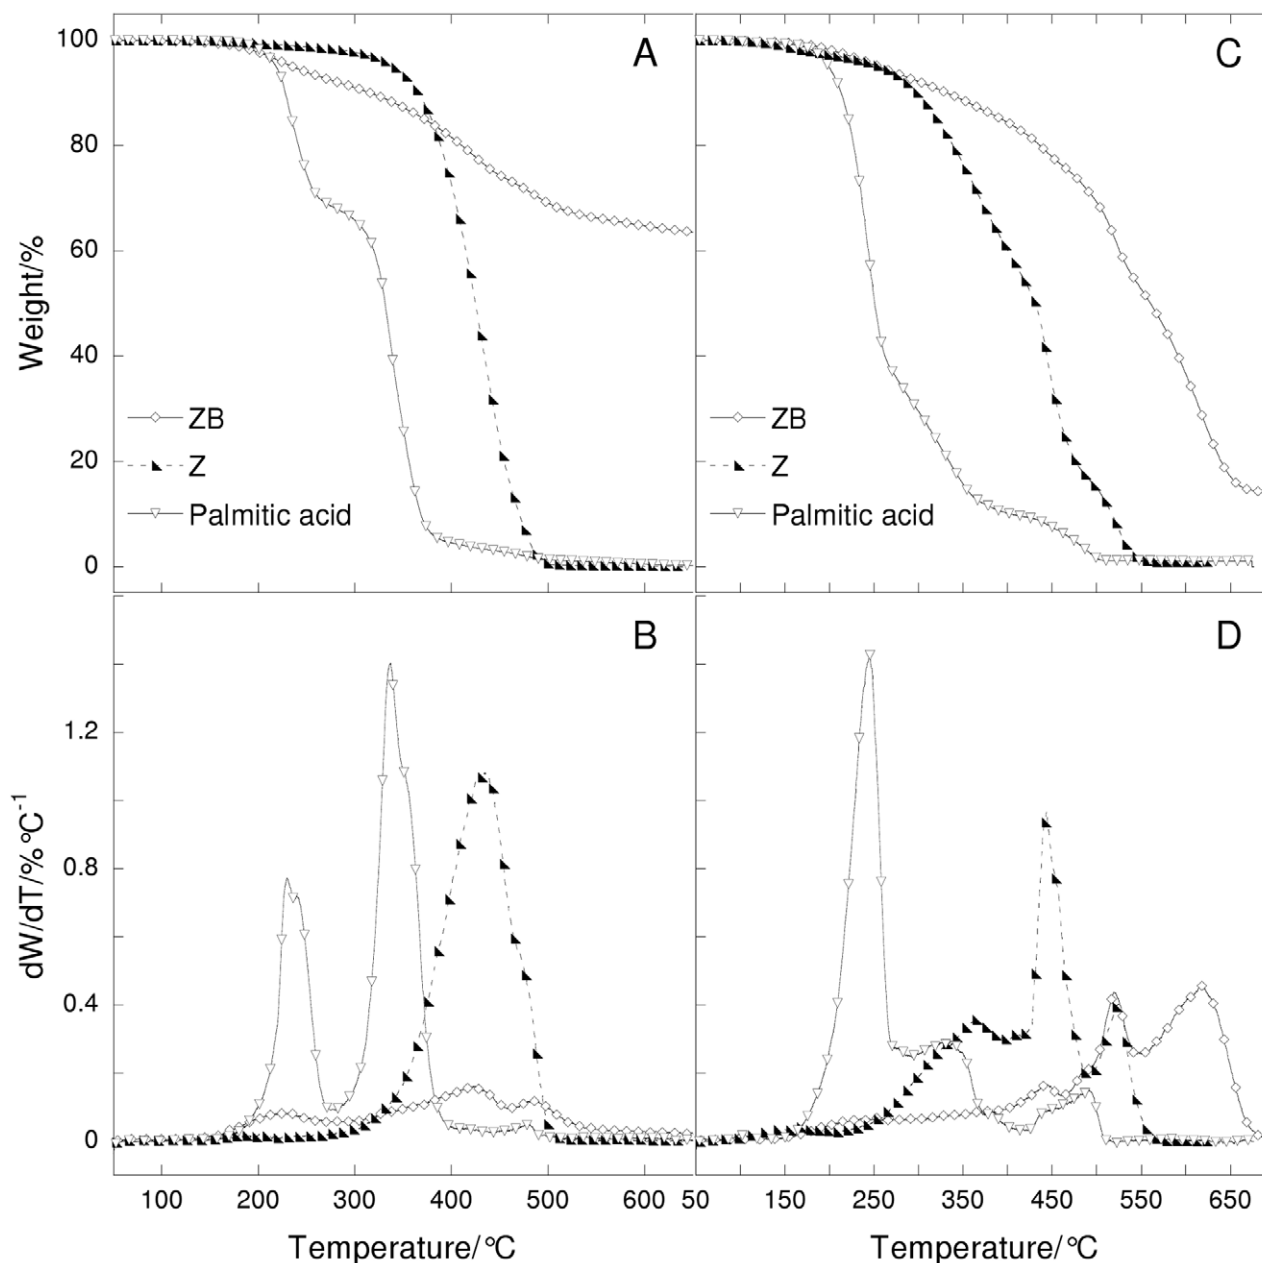 100
80
60
40
20
0
Weight/%
A
ZB
Z
Palmitic acid
C
ZB
Z
Palmitic acid
B
D
1.2
0.8
0.4
0
dW/dT/%°C⁻¹
100 200 300 400 500 600 50 150 250 350 450 550 650
Temperature/°C Temperature/°C